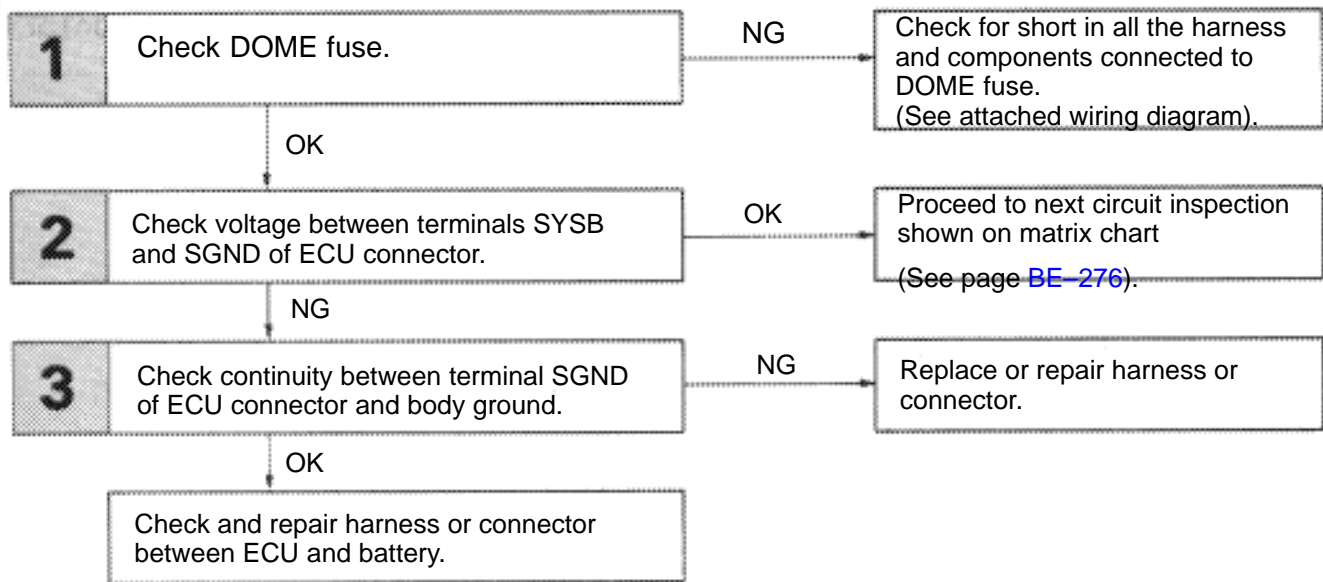 1
Check DOME fuse.
NG
Check for short in all the harness
and components connected to
DOME fuse.
(See attached wiring diagram).
OK
2
Check voltage between terminals SYSB
and SGND of ECU connector.
OK
Proceed to next circuit inspection
shown on matrix chart
(See page BE–276).
NG
3
Check continuity between terminal SGND
of ECU connector and body ground.
NG
Replace or repair harness or
connector.
OK
Check and repair harness or connector
between ECU and battery.